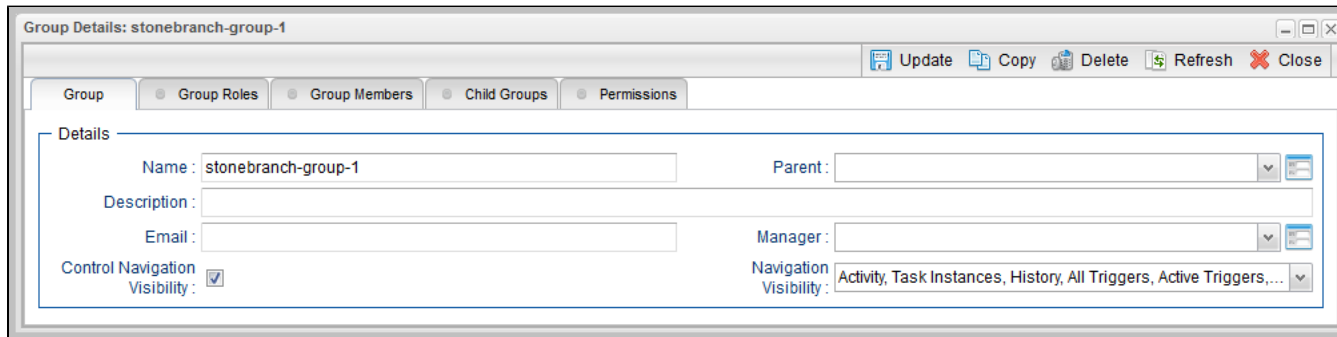 Group Details: stonebranch-group-1
Update Copy Delete Refresh Close
Group Group Roles Group Members Child Groups Permissions
Details
Name : stonebranch-group-1 Parent :
Description :
Email : Manager :
Control Navigation Visibility : Navigation Visibility : Activity, Task Instances, History, All Triggers, Active Triggers,...